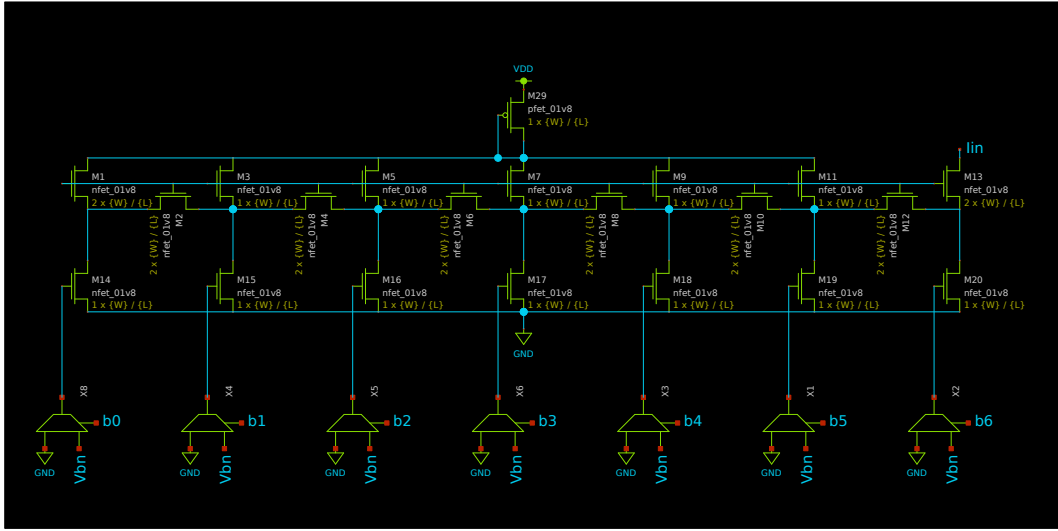 VDD
M29
pfet_01v8
1 x {W} / {L}
Iin
M1
nfet_01v8
2 x {W} / {L}
M3
nfet_01v8
1 x {W} / {L}
M5
nfet_01v8
1 x {W} / {L}
M7
nfet_01v8
1 x {W} / {L}
M9
nfet_01v8
1 x {W} / {L}
M11
nfet_01v8
1 x {W} / {L}
M13
nfet_01v8
2 x {W} / {L}
M2
nfet_01v8
2 x {W} / {L}
M4
nfet_01v8
2 x {W} / {L}
M6
nfet_01v8
2 x {W} / {L}
M8
nfet_01v8
2 x {W} / {L}
M10
nfet_01v8
2 x {W} / {L}
M12
nfet_01v8
2 x {W} / {L}
M14
nfet_01v8
1 x {W} / {L}
M15
nfet_01v8
1 x {W} / {L}
M16
nfet_01v8
1 x {W} / {L}
M17
nfet_01v8
1 x {W} / {L}
M18
nfet_01v8
1 x {W} / {L}
M19
nfet_01v8
1 x {W} / {L}
M20
nfet_01v8
1 x {W} / {L}
GND
X8
X4
X5
X6
X3
X1
X2
b0
b1
b2
b3
b4
b5
b6
GND
Vbn
GND
Vbn
GND
Vbn
GND
Vbn
GND
Vbn
GND
Vbn
GND
Vbn